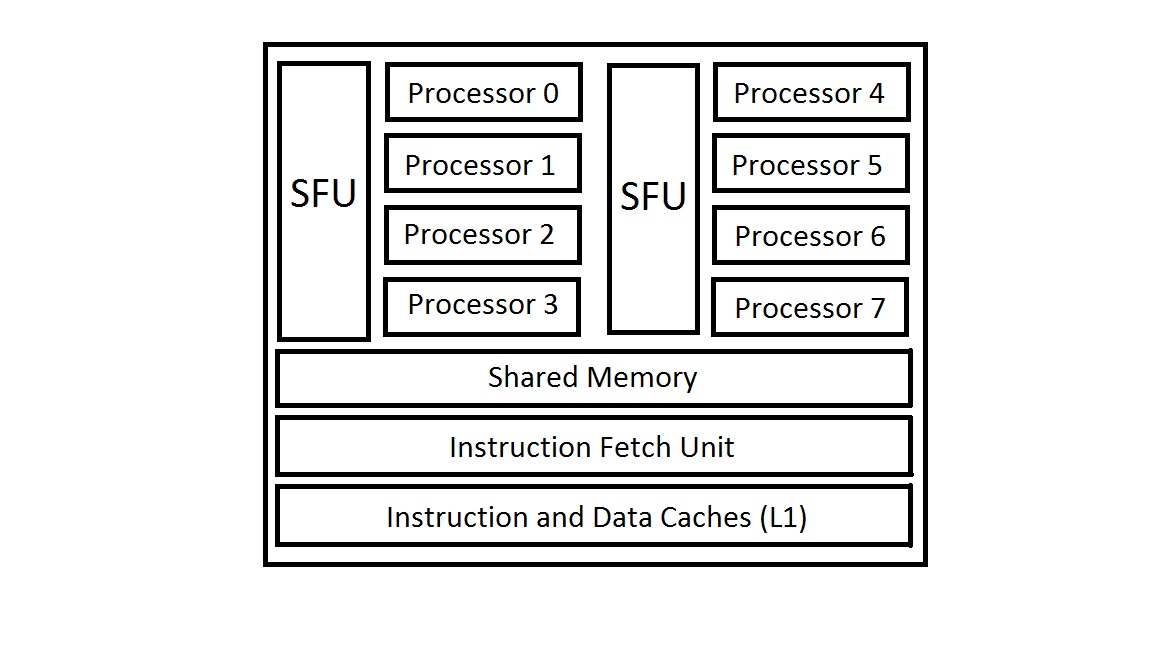 SFU
Processor 0
Processor 1
Processor 2
Processor 3
SFU
Processor 4
Processor 5
Processor 6
Processor 7
Shared Memory
Instruction Fetch Unit
Instruction and Data Caches (L1)